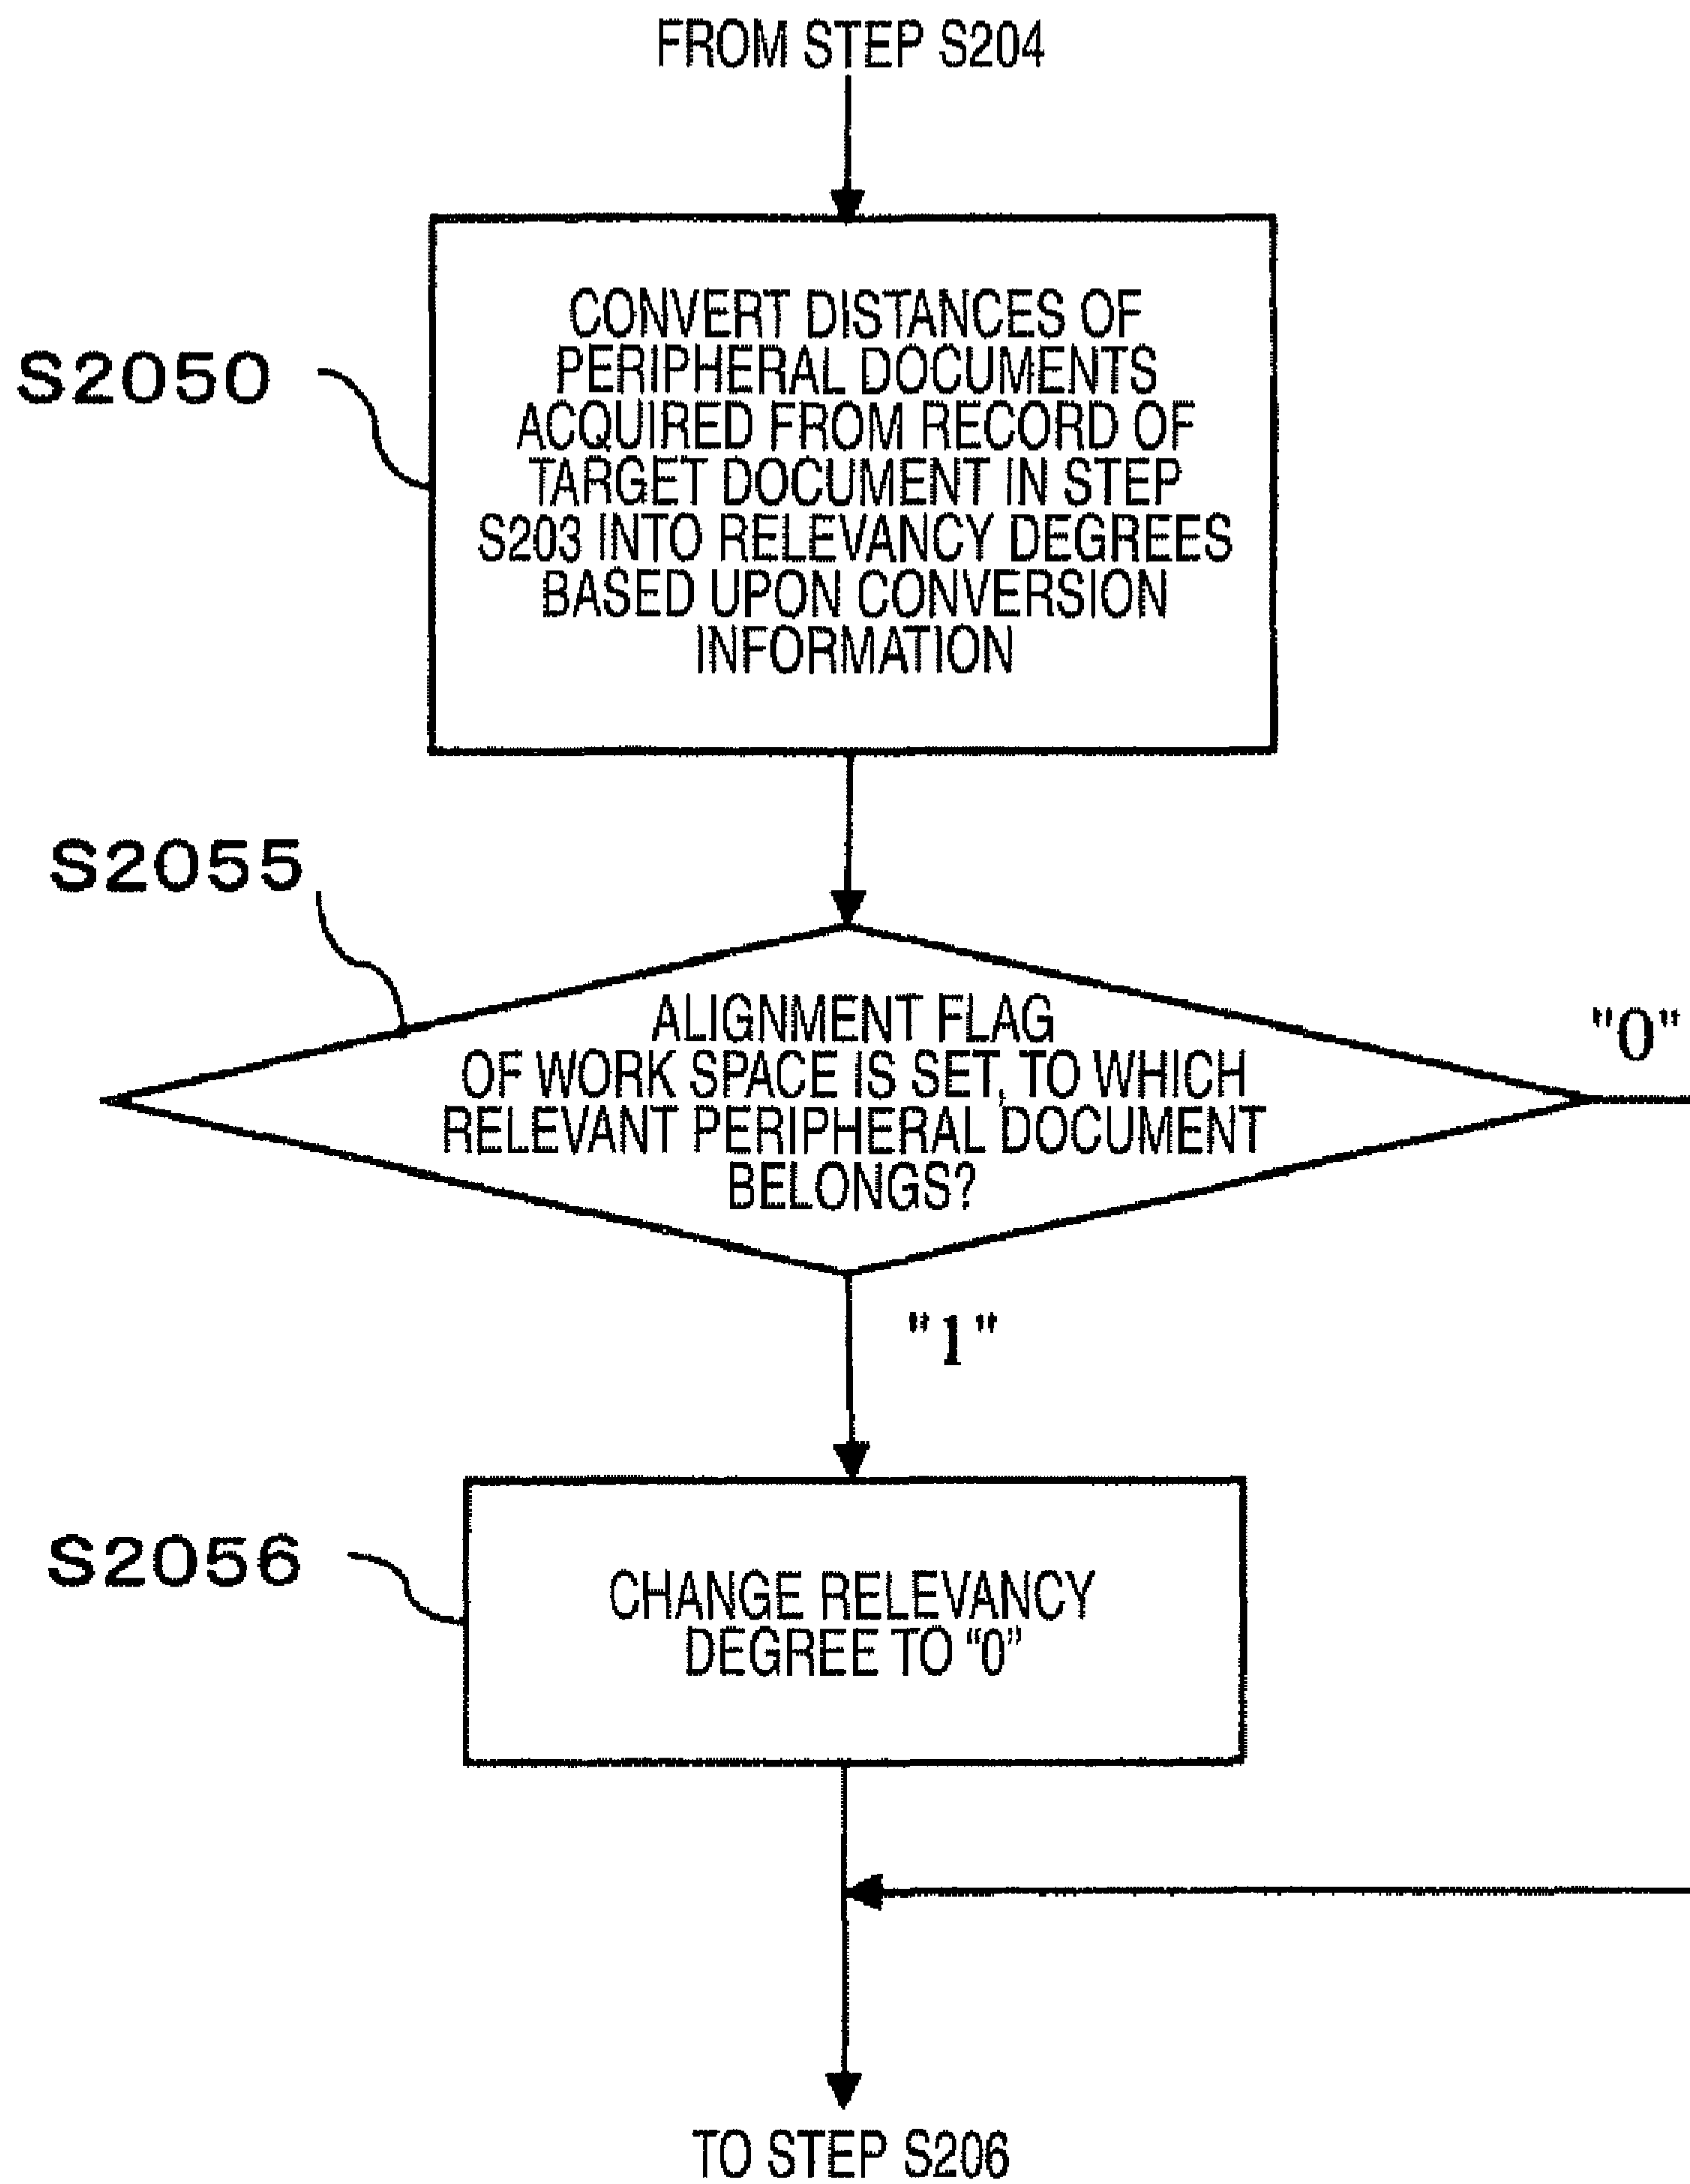 FROM STEP S204
S2050
CONVERT DISTANCES OF
PERIPHERAL DOCUMENTS
ACQUIRED FROM RECORD OF
TARGET DOCUMENT IN STEP
S203 INTO RELEVANCY DEGREES
BASED UPON CONVERSION
INFORMATION
S2055
ALIGNMENT FLAG
OF WORK SPACE IS SET, TO WHICH
RELEVANT PERIPHERAL DOCUMENT
BELONGS?
"0"
"1"
S2056
CHANGE RELEVANCY
DEGREE TO “0”
TO STEP S206